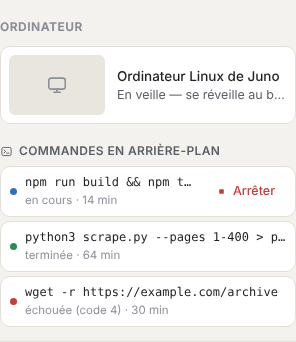 ORDINATEUR
Ordinateur Linux de Juno
En veille — se réveille au b...
COMMANDES EN ARRIÈRE-PLAN
npm run build && npm t...
Arrêter
en cours · 14 min
python3 scrape.py --pages 1-400 > p...
terminée · 64 min
wget -r https://example.com/archive
échouée (code 4) · 30 min